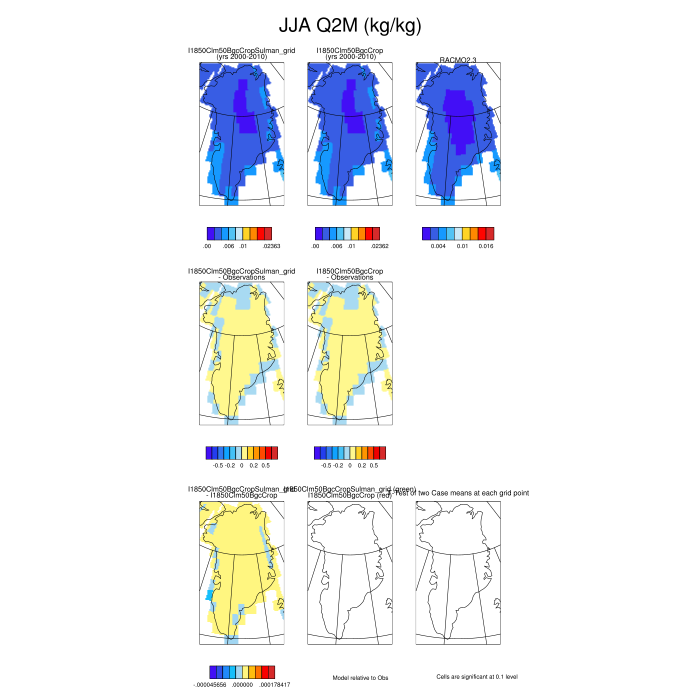 JJA Q2M (kg/kg)
I1850Clm50BgcCropSulman_grid
(yrs 2000-2010)
I1850Clm50BgcCrop
(yrs 2000-2010)
RACMO2.3
.00 .006 .01 .02363
.00 .006 .01 .02362
0.004 0.01 0.016
I1850Clm50BgcCropSulman_grid
- Observations
I1850Clm50BgcCrop
- Observations
-0.5 -0.2 0 0.2 0.5
-0.5 -0.2 0 0.2 0.5
I1850Clm50BgcCropSulman_grid
- I1850Clm50BgcCrop
I1850Clm50BgcCropSulman_grid (green)
I1850Clm50BgcCrop (red)
T-Test of two Case means at each grid point
-.000045656 .000000 .000178417
Model relative to Obs
Cells are significant at 0.1 level